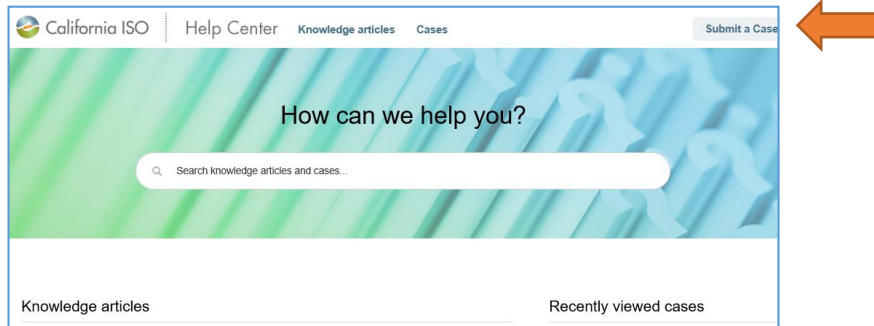 California ISO Help Center Knowledge articles Cases Submit a Case
How can we help you?
Search knowledge articles and cases...
Knowledge articles Recently viewed cases